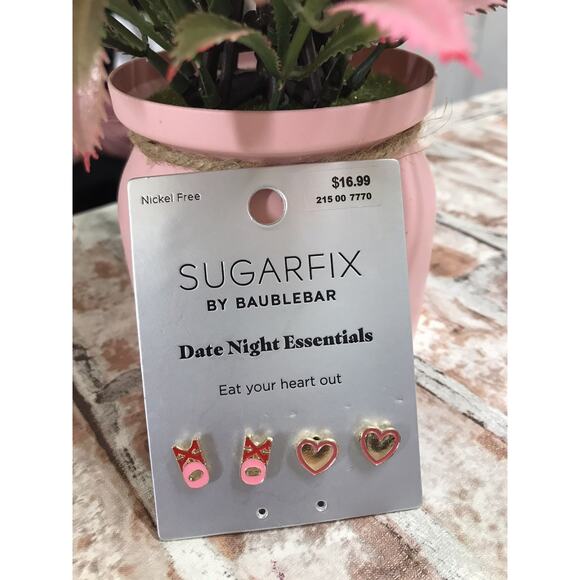 Nickel Free
$16.99
215 00 7770
SUGARFIX
BY BAUBLEBAR
Date Night Essentials
Eat your heart out